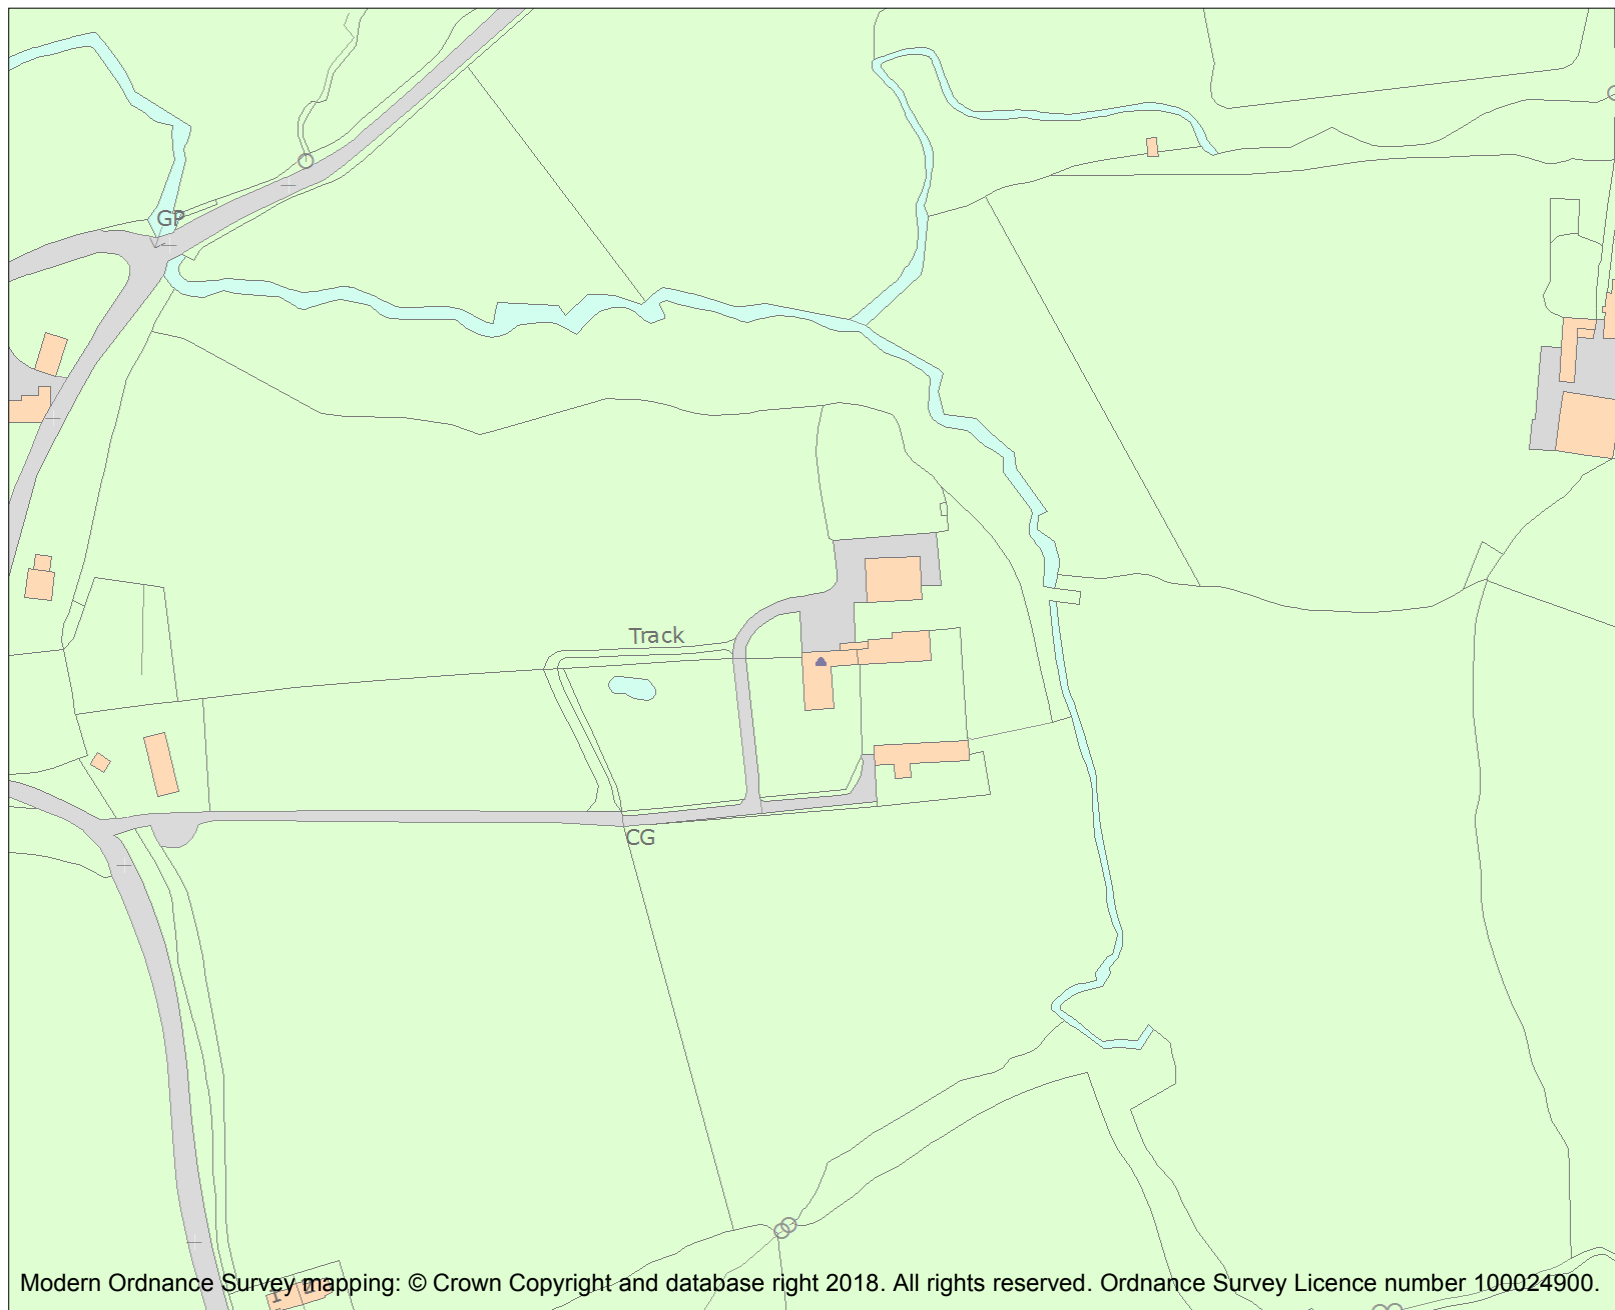 GP
Track
CG
Modern Ordnance Survey mapping: © Crown Copyright and database right 2018. All rights reserved. Ordnance Survey Licence number 100024900.